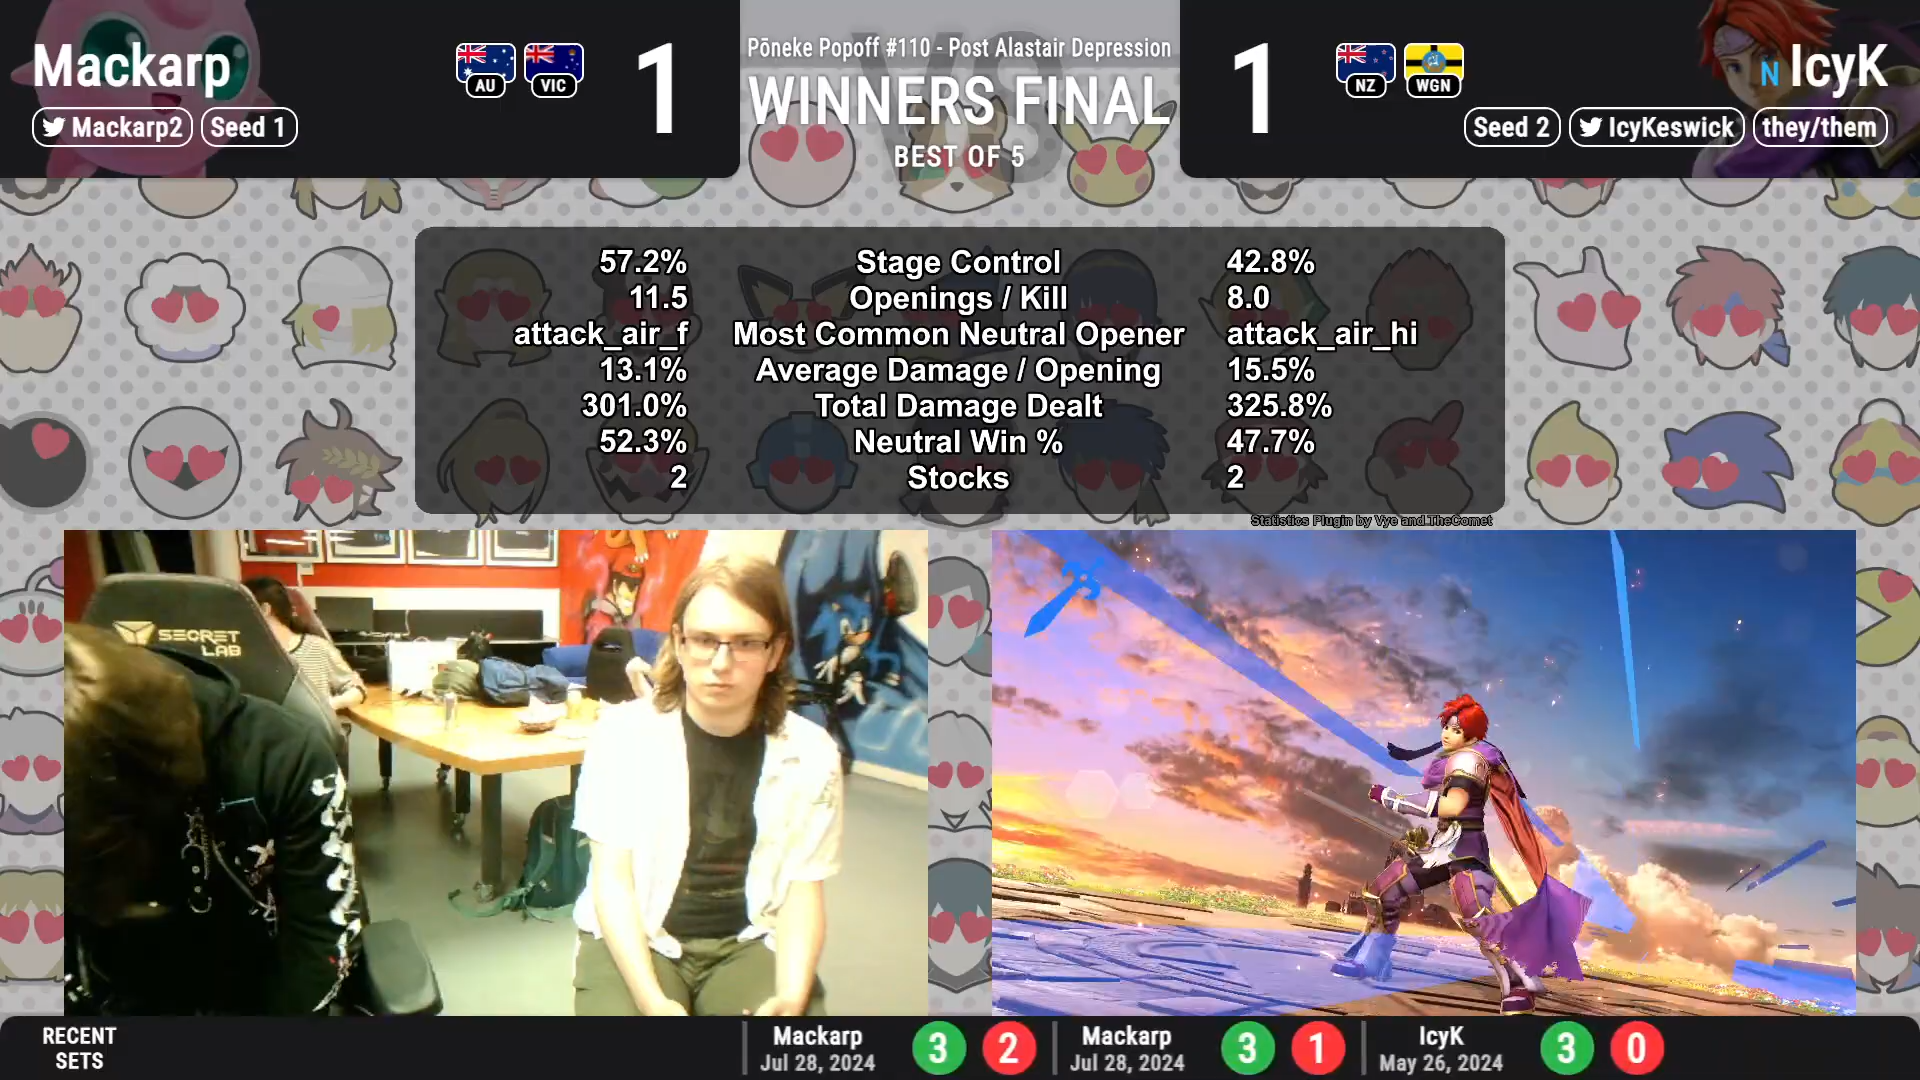 Mackarp
AU
VIC
1
Mackarp2
Seed 1
Pōneke Popoff #110 - Post Alastair Depression
VS
WINNERS FINAL
BEST OF 5
1
NZ
WGN
N IcyK
Seed 2
IcyKeswick
they/them
57.2% Stage Control 42.8%
11.5 Openings / Kill 8.0
attack_air_f Most Common Neutral Opener attack_air_hi
13.1% Average Damage / Opening 15.5%
301.0% Total Damage Dealt 325.8%
52.3% Neutral Win % 47.7%
2 Stocks 2
Statistics Plugin by Vye and TheComet
SECRET
LAB
RECENT
SETS
Mackarp
Jul 28, 2024
3 2
Mackarp
Jul 28, 2024
3 1
IcyK
May 26, 2024
3 0